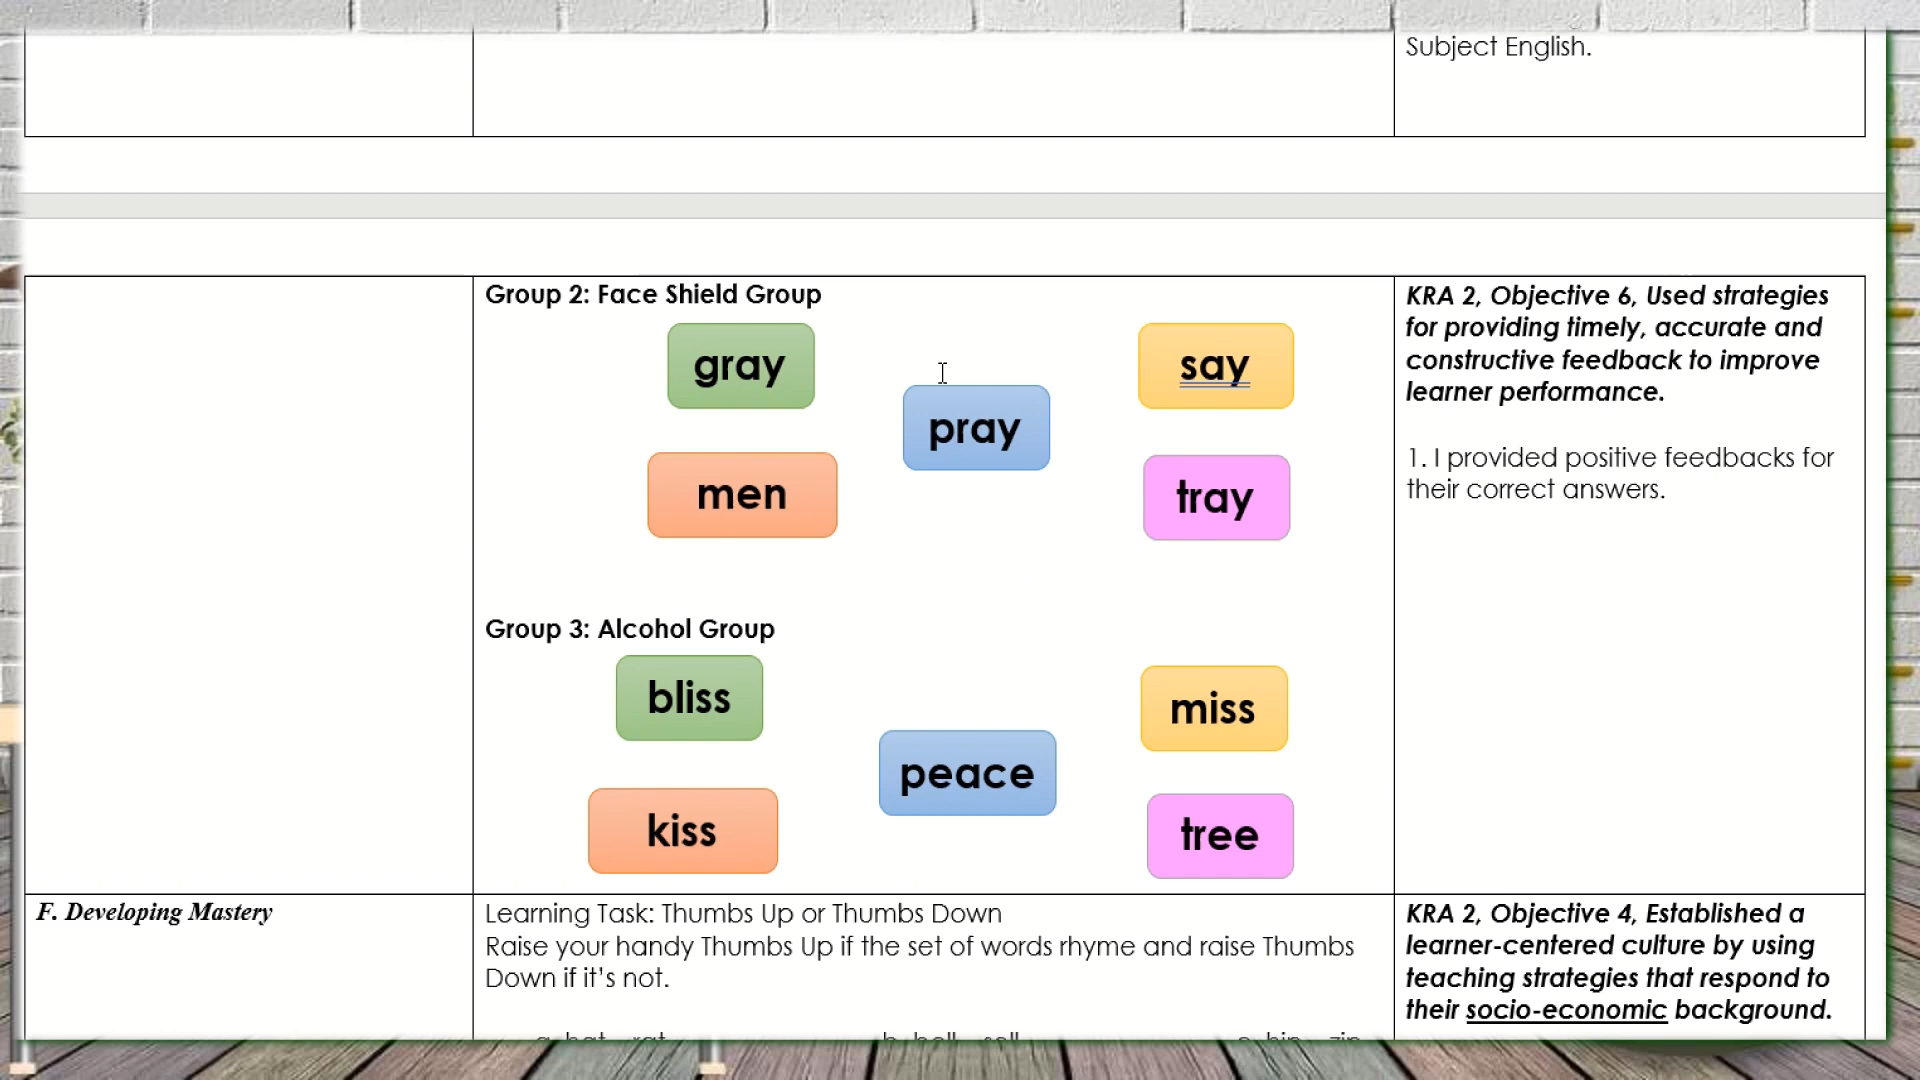 Subject English.
Group 2: Face Shield Group
gray
say
pray
men
tray
KRA 2, Objective 6, Used strategies
for providing timely, accurate and
constructive feedback to improve
learner performance.
1. I provided positive feedbacks for
their correct answers.
Group 3: Alcohol Group
bliss
miss
peace
kiss
tree
F. Developing Mastery
Learning Task: Thumbs Up or Thumbs Down
Raise your handy Thumbs Up if the set of words rhyme and raise Thumbs
Down if it’s not.
KRA 2, Objective 4, Established a
learner-centered culture by using
teaching strategies that respond to
their socio-economic background.